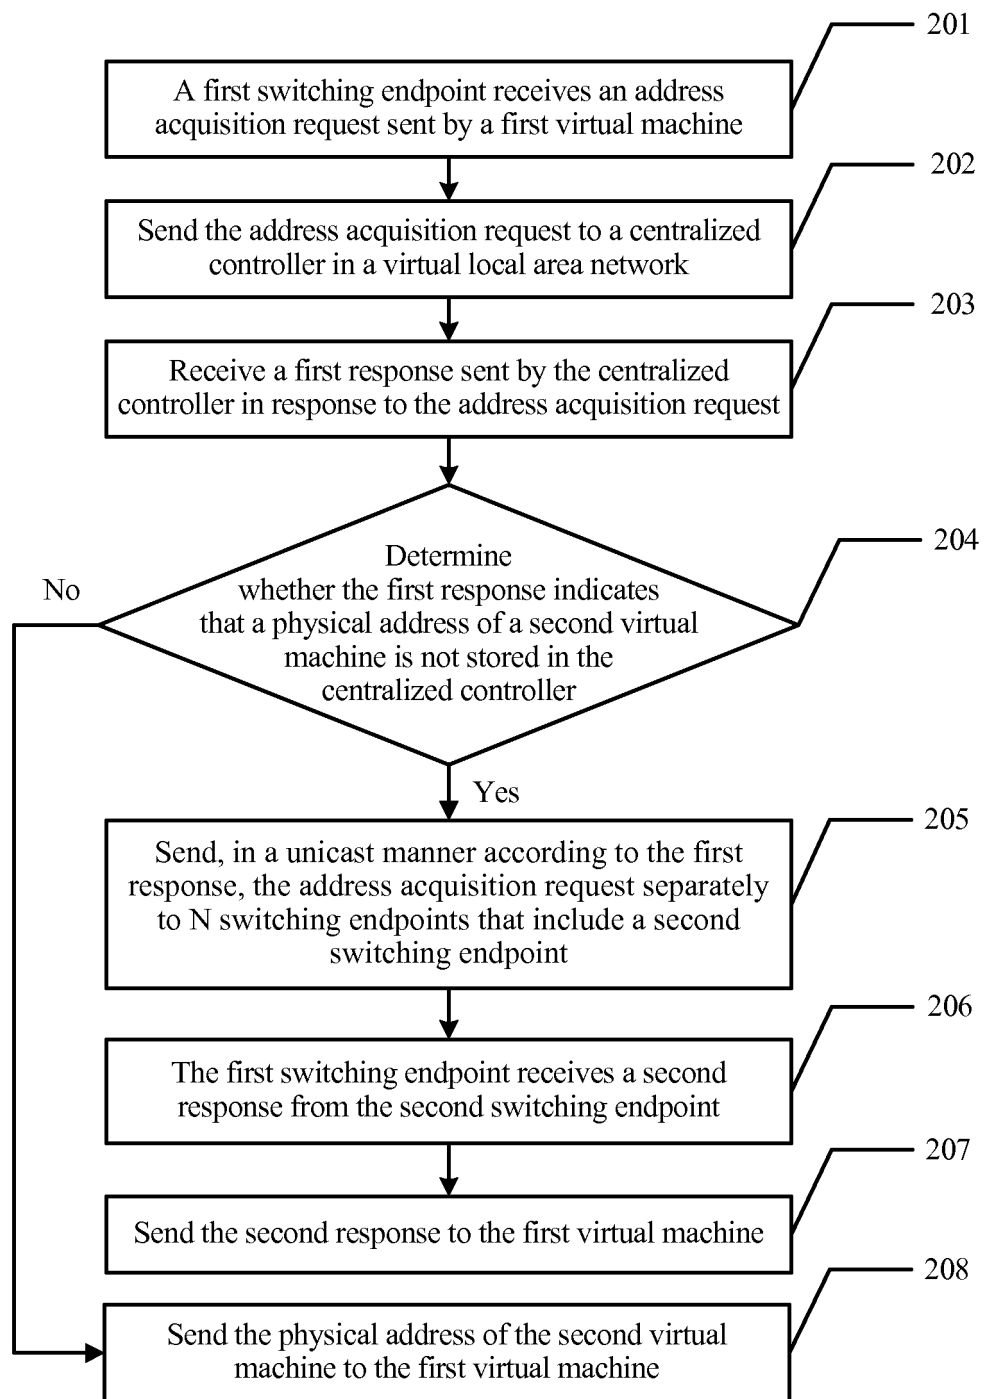 201
A first switching endpoint receives an address
acquisition request sent by a first virtual machine
202
Send the address acquisition request to a centralized
controller in a virtual local area network
203
Receive a first response sent by the centralized
controller in response to the address acquisition request
204
Determine
whether the first response indicates
that a physical address of a second virtual
machine is not stored in the
centralized controller
No
Yes
205
Send, in a unicast manner according to the first
response, the address acquisition request separately
to N switching endpoints that include a second
switching endpoint
206
The first switching endpoint receives a second
response from the second switching endpoint
207
Send the second response to the first virtual machine
208
Send the physical address of the second virtual
machine to the first virtual machine